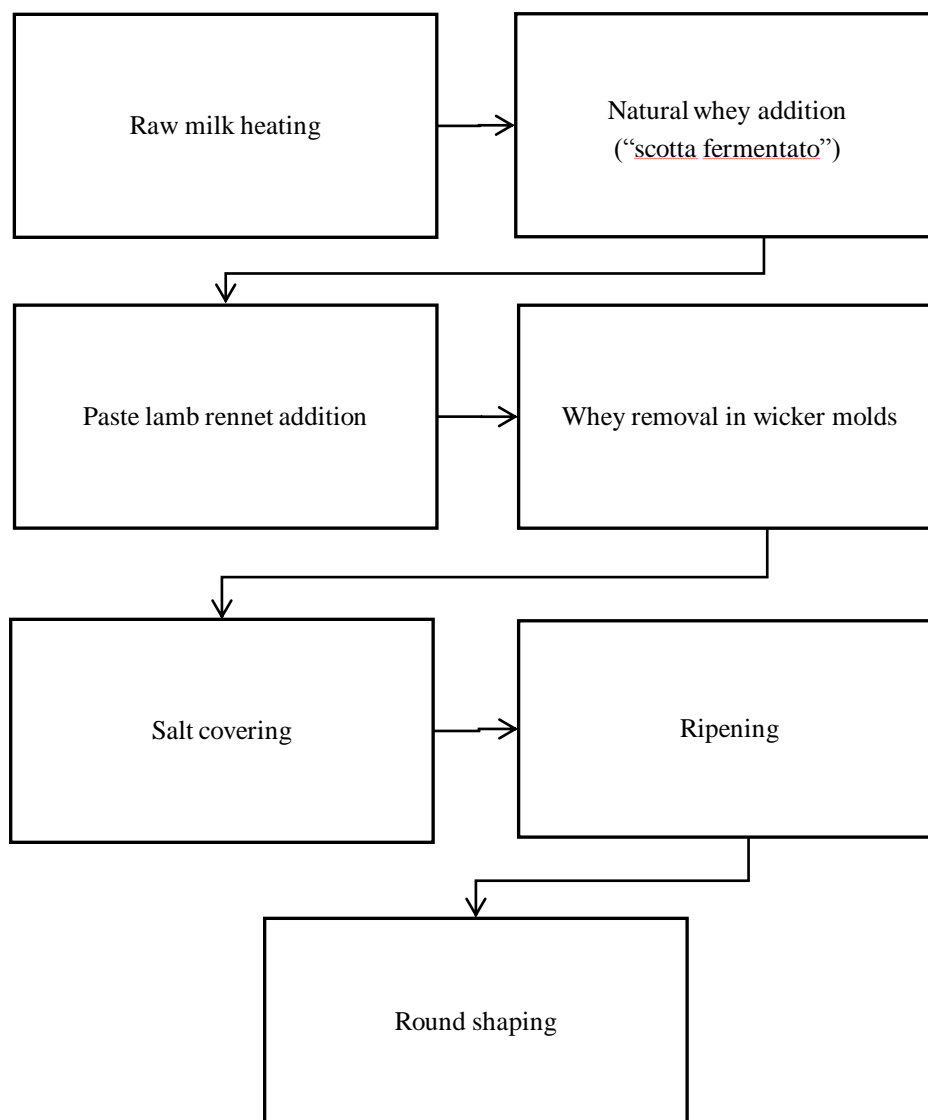 Raw milk heating
Natural whey addition
(“scotta fermentato”)
Paste lamb rennet addition
Whey removal in wicker molds
Salt covering
Ripening
Round shaping